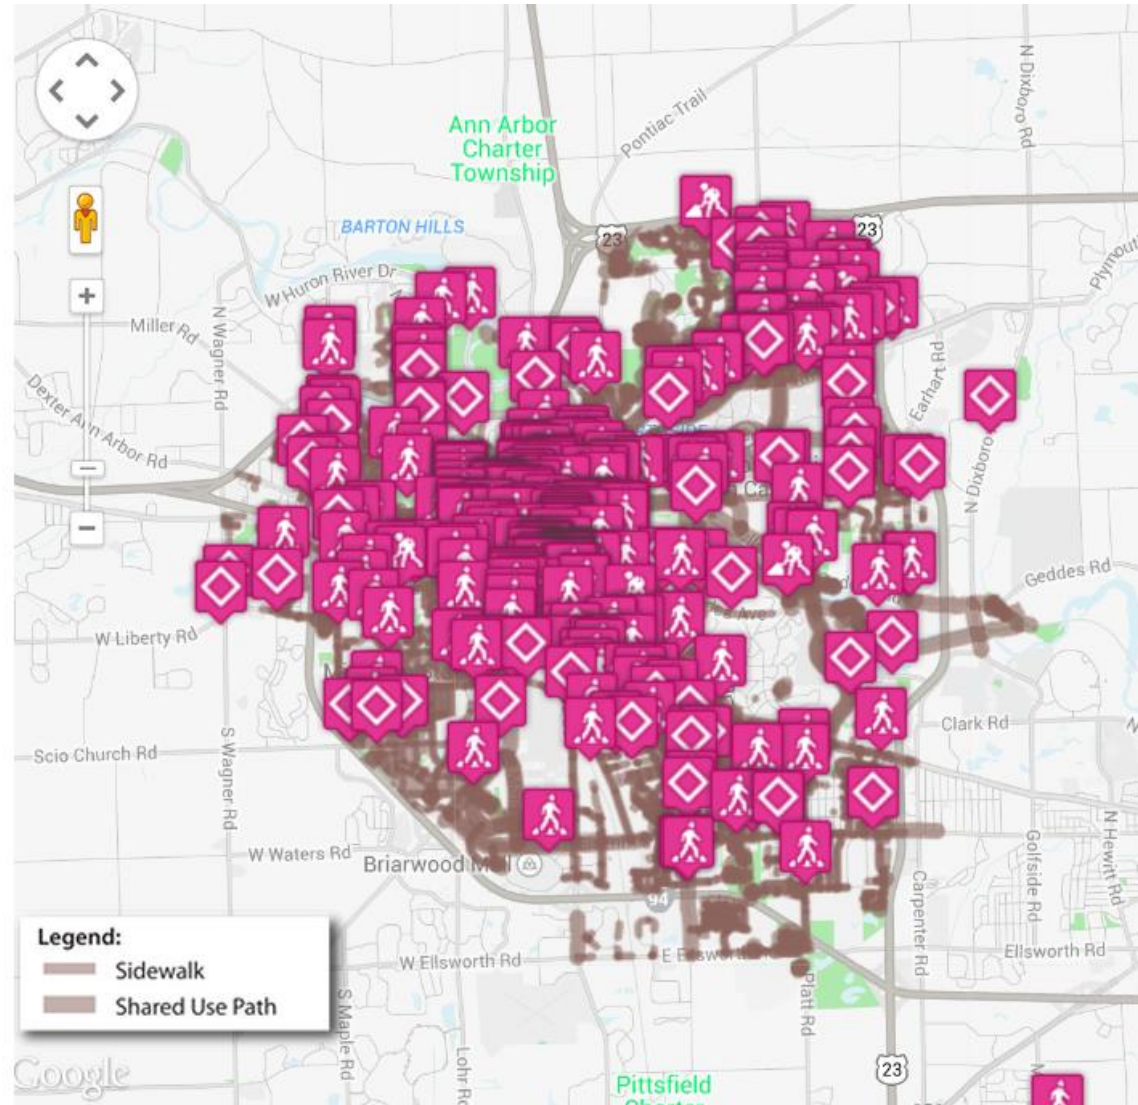 N Dixboro Rd
Pontiac Trail
Ann Arbor
Charter
Township
BARTON HILLS
23
23
Plymout
W Huron River Dr
Miller Rd
N Wagner Rd
Earhart Rd
Dexter Ann Arbor Rd
N Dixboro
Geddes Rd
W Liberty Rd
Clark Rd
Scio Church Rd
S Wagner Rd
N Hewitt Rd
Golfside Rd
W Waters Rd
Briarwood Mall
94
Carpenter Rd
Legend:
Sidewalk
Shared Use Path
W Ellsworth Rd
E Ellsworth
Ellsworth Rd
S Maple Rd
Lohr Rd
Platt Rd
Google
23
Pittsfield
Charter